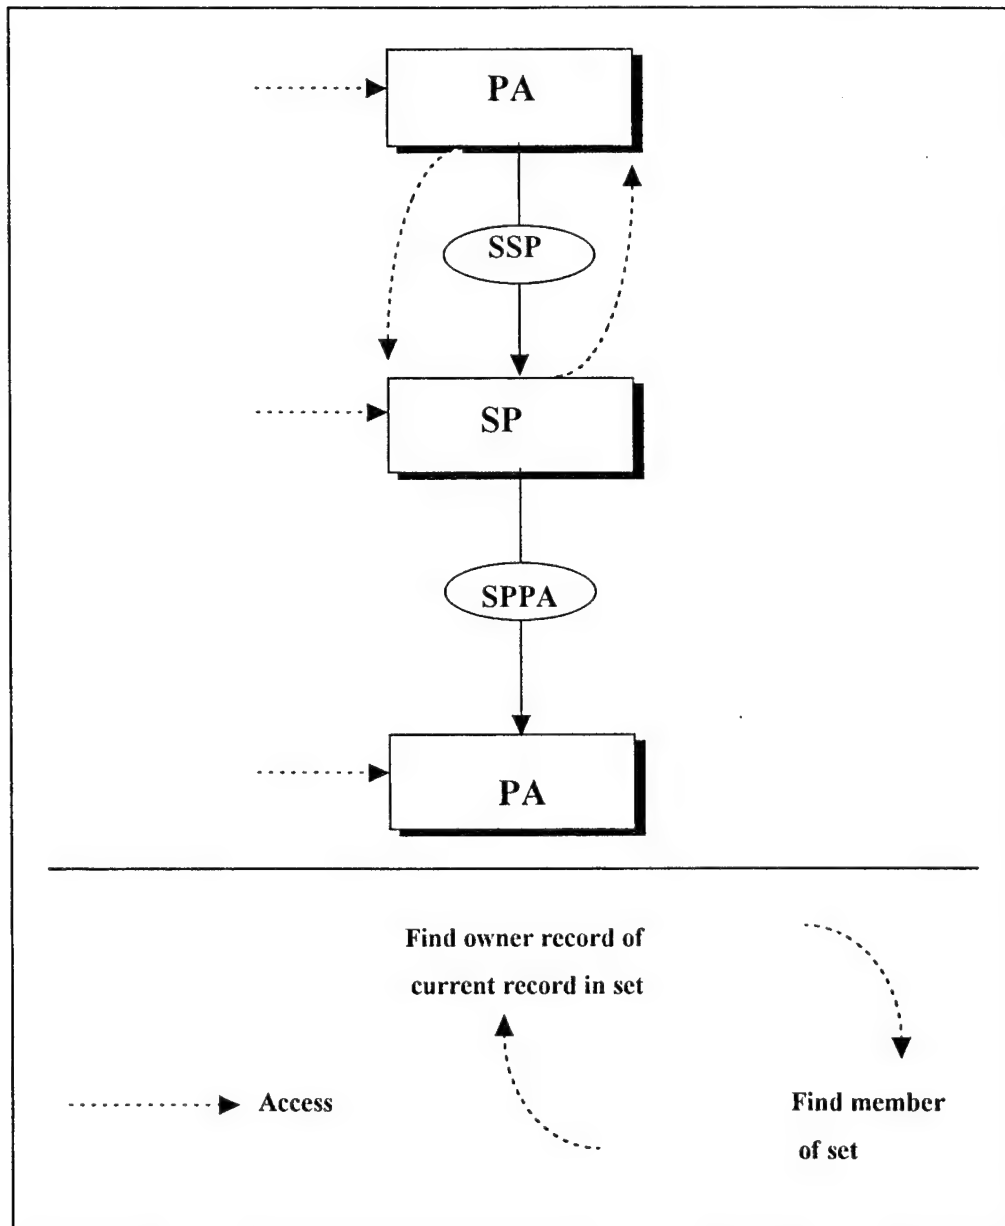 PA
SSP
SP
SPPA
PA
Find owner record of
current record in set
Access
Find member
of set